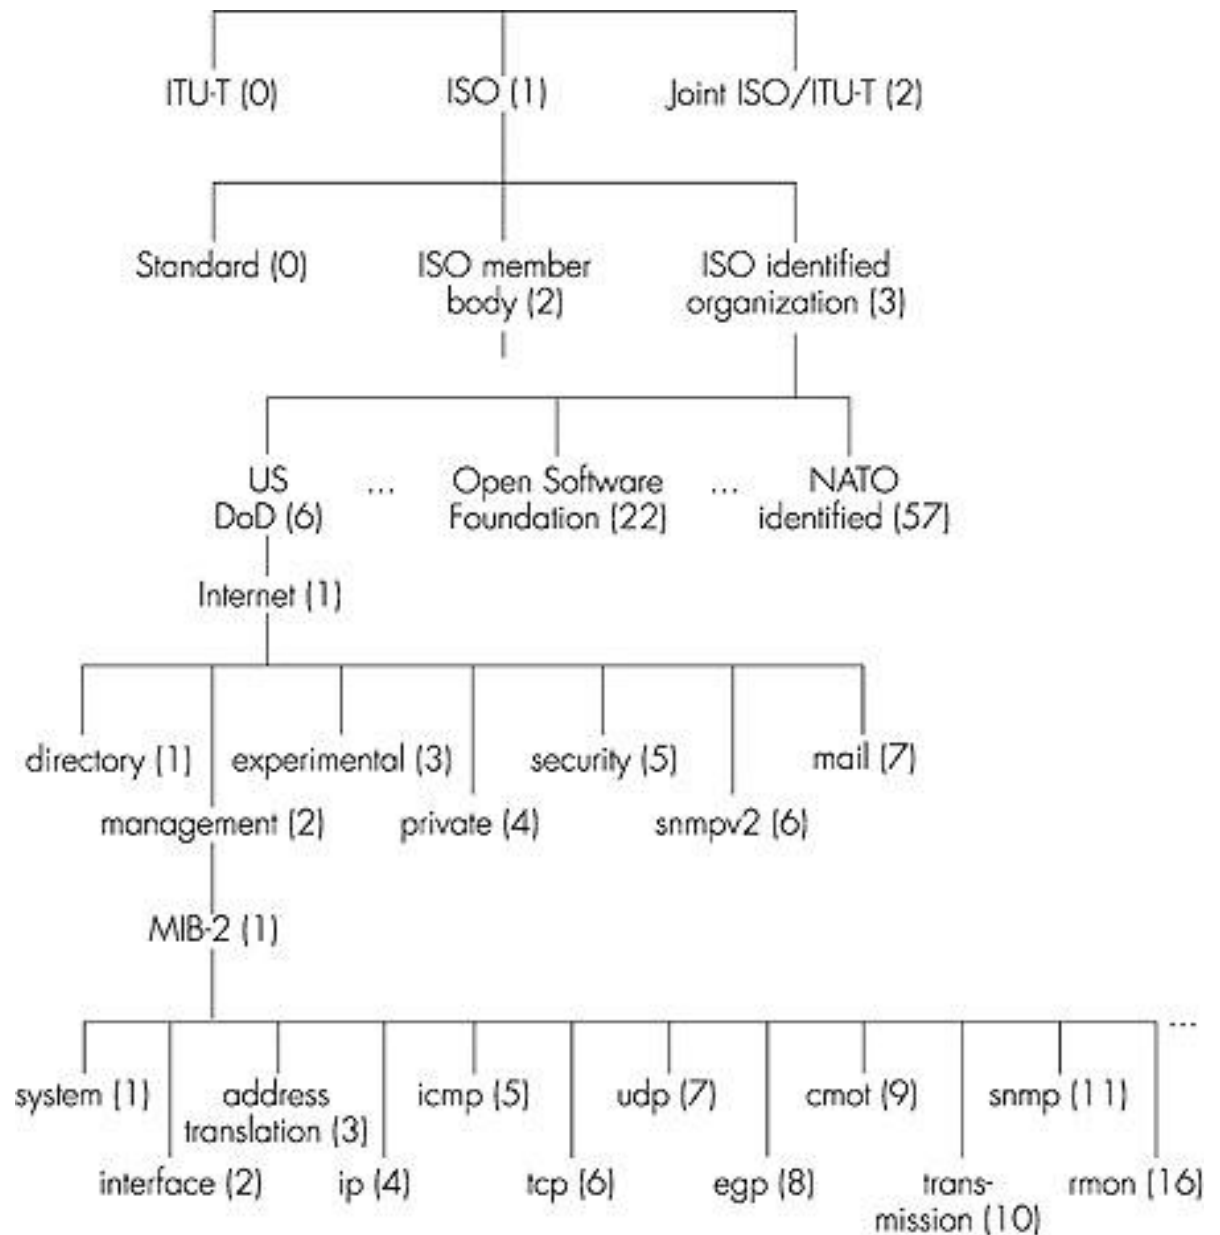 ITU-T (0) ISO (1) Joint ISO/ITU-T (2)
Standard (0) ISO member body (2) ISO identified organization (3)
US DoD (6) ... Open Software Foundation (22) ... NATO identified (57)
Internet (1)
directory (1) experimental (3) security (5) mail (7)
management (2) private (4) snmpv2 (6)
MIB-2 (1)
...
system (1) address translation (3) icmp (5) udp (7) cmot (9) snmp (11)
interface (2) ip (4) tcp (6) egp (8) trans-mission (10) rmon (16)